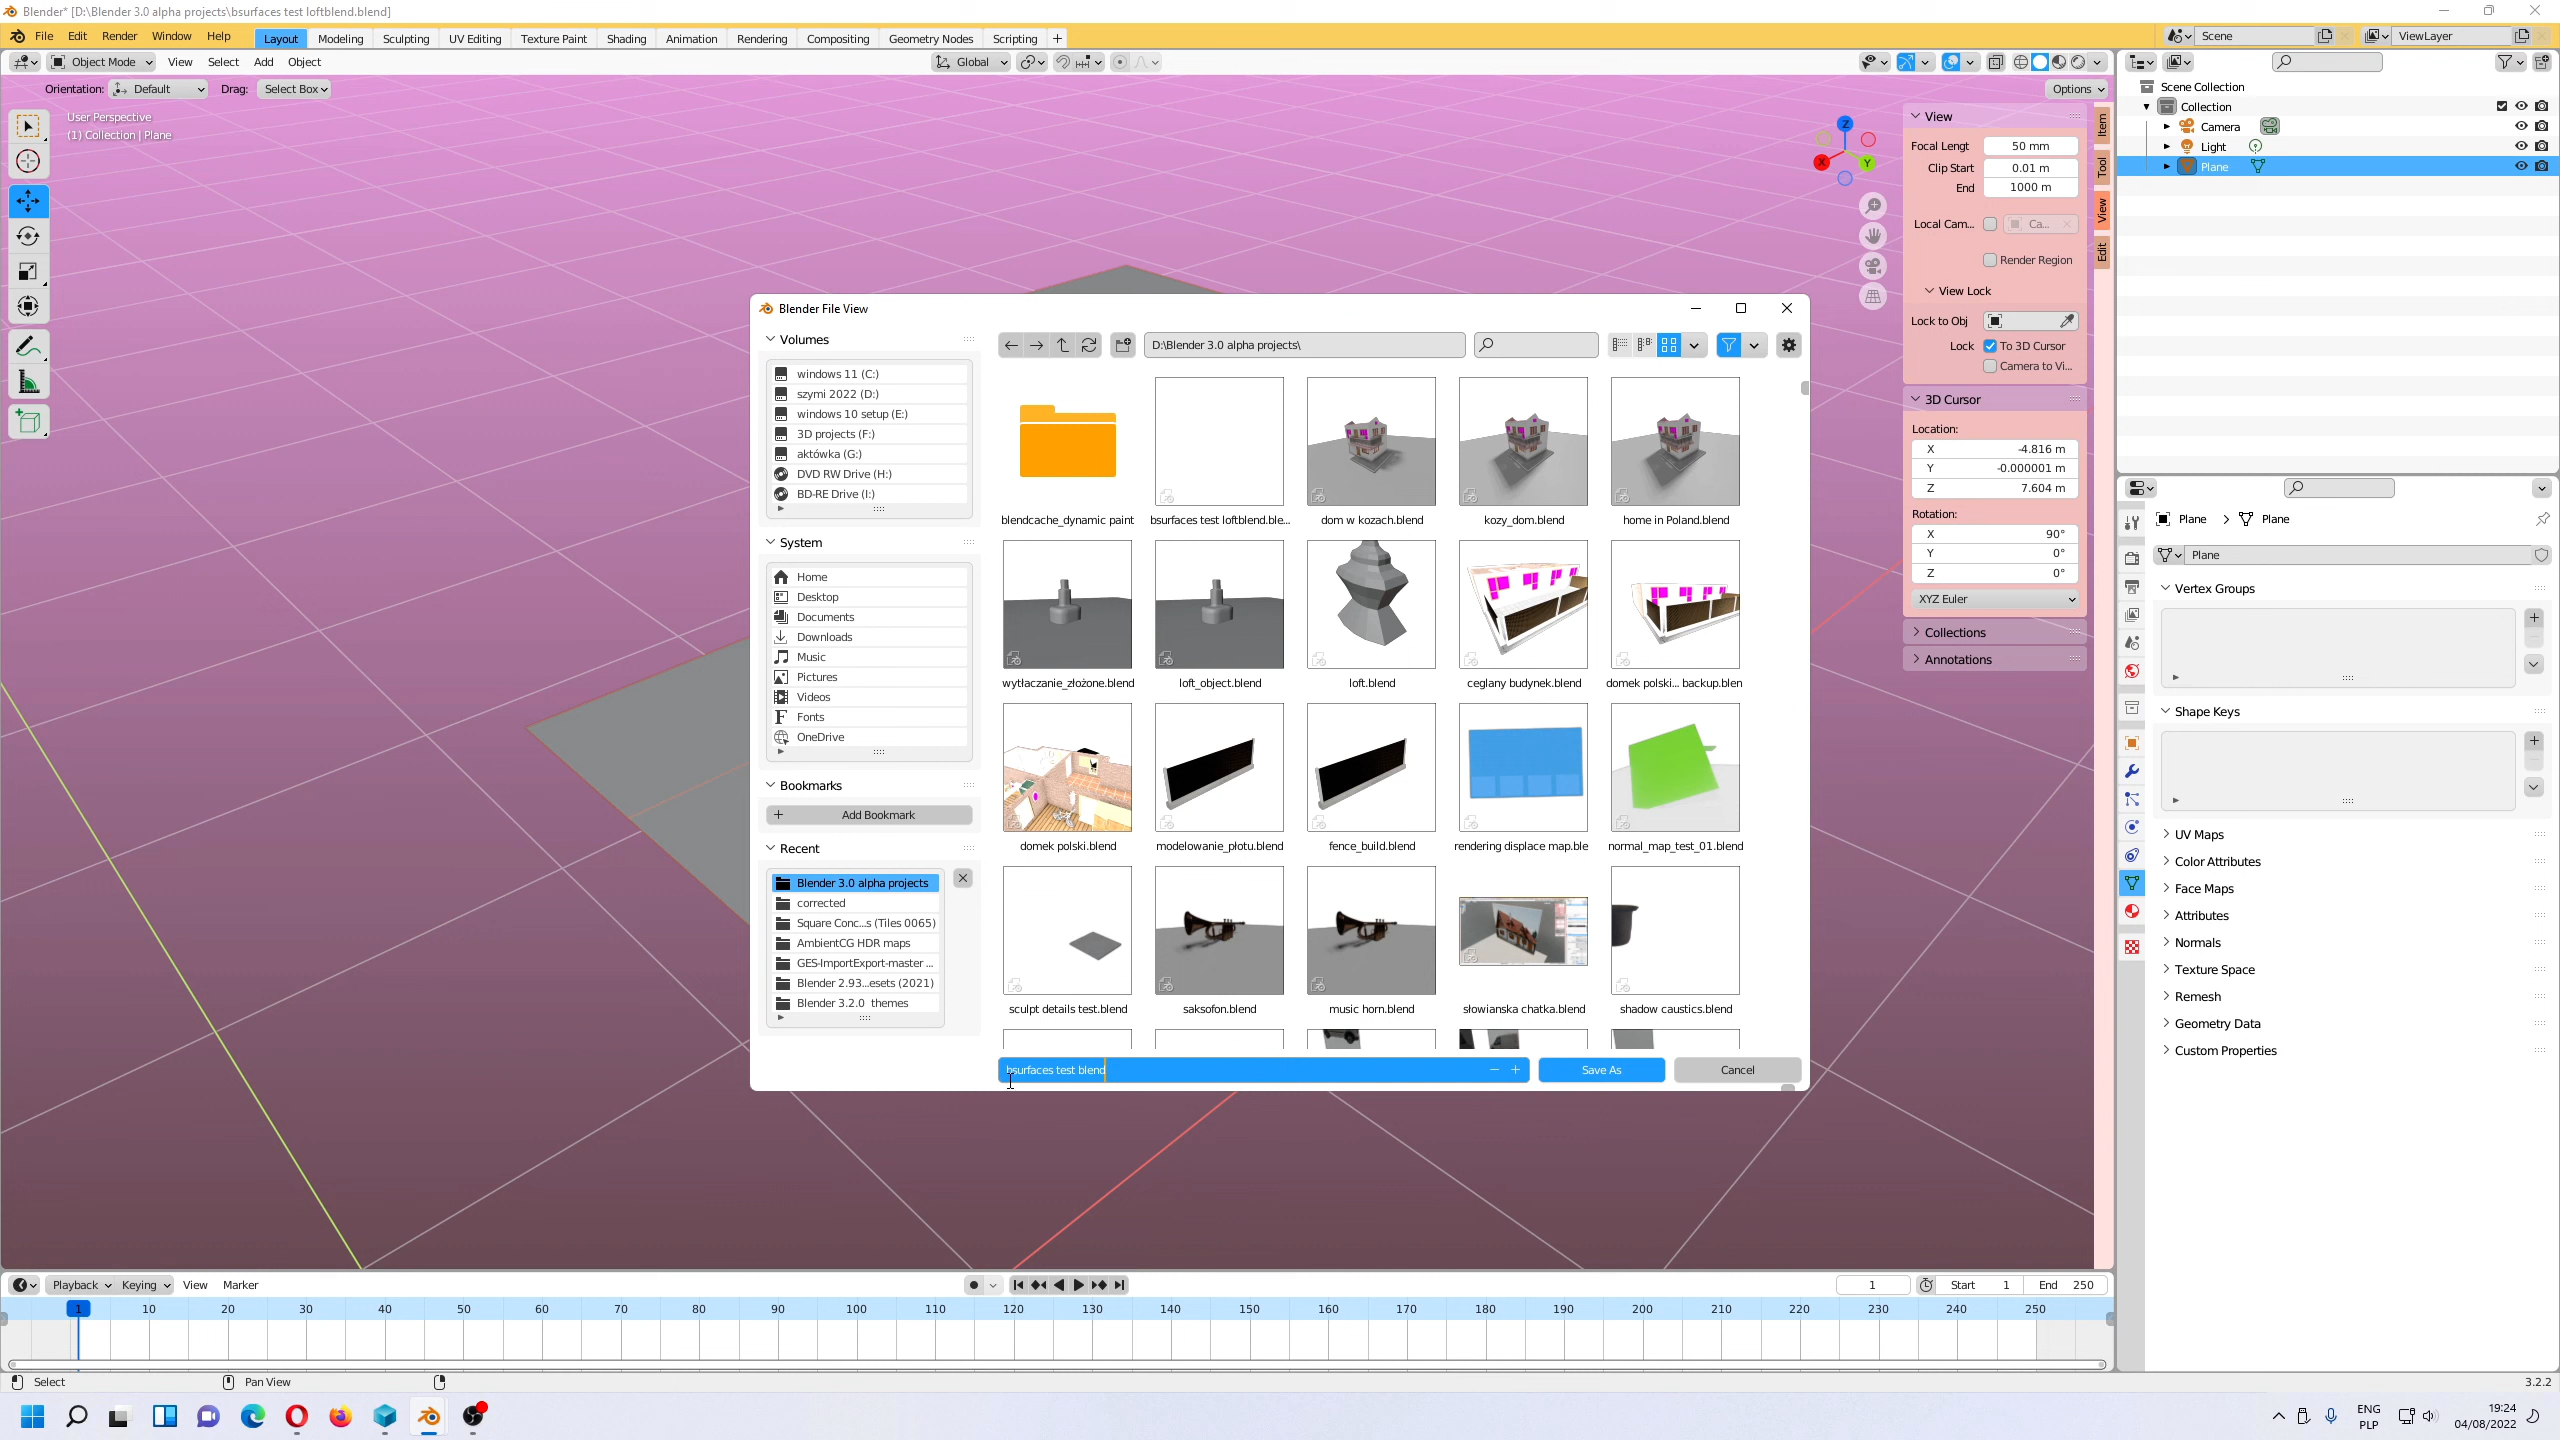 Blender* [D:\Blender 3.0 alpha projects\bsurfaces test loftblend.blend]
File Edit Render Window Help Layout Modeling Sculpting UV Editing Texture Paint Shading Animation Rendering Compositing Geometry Nodes Scripting + Scene ViewLayer
Object Mode View Select Add Object Global
Orientation: Default Drag: Select Box Options
User Perspective
(1) Collection | Plane
Z
X
Y
View
Focal Lengt 50 mm
Clip Start 0.01 m
End 1000 m
Local Cam... Ca...
Render Region
View Lock
Lock to Obj
Lock To 3D Cursor
Camera to Vi...
3D Cursor
Location:
X -4.816 m
Y -0.000001 m
Z 7.604 m
Rotation:
X 90°
Y 0°
Z 0°
XYZ Euler
Collections
Annotations
Item
Tool
View
Edit
Scene Collection
Collection
Camera
Light
Plane
Plane > Plane
Plane
Vertex Groups
Shape Keys
UV Maps
Color Attributes
Face Maps
Attributes
Normals
Texture Space
Remesh
Geometry Data
Custom Properties
Blender File View
Volumes
windows 11 (C:)
szymi 2022 (D:)
windows 10 setup (E:)
3D projects (F:)
aktówka (G:)
DVD RW Drive (H:)
BD-RE Drive (I:)
System
Home
Desktop
Documents
Downloads
Music
Pictures
Videos
Fonts
OneDrive
Bookmarks
+ Add Bookmark
Recent
Blender 3.0 alpha projects
corrected
Square Conc...s (Tiles 0065)
AmbientCG HDR maps
GES-ImportExport-master ...
Blender 2.93...esets (2021)
Blender 3.2.0 themes
D:\Blender 3.0 alpha projects\
blendcache_dynamic paint bsurfaces test loftblend.ble... dom w kozach.blend kozy_dom.blend home in Poland.blend
wytłaczanie_złożone.blend loft_object.blend loft.blend ceglany budynek.blend domek polski... backup.blen
domek polski.blend modelowanie_płotu.blend fence_build.blend rendering displace map.ble normal_map_test_01.blend
sculpt details test.blend saksofon.blend music horn.blend słowianska chatka.blend shadow caustics.blend
bsurfaces test blend − + Save As Cancel
Playback Keying View Marker 1 Start 1 End 250
1 10 20 30 40 50 60 70 80 90 100 110 120 130 140 150 160 170 180 190 200 210 220 230 240 250
Select Pan View 3.2.2
ENG
PLP
19:24
04/08/2022